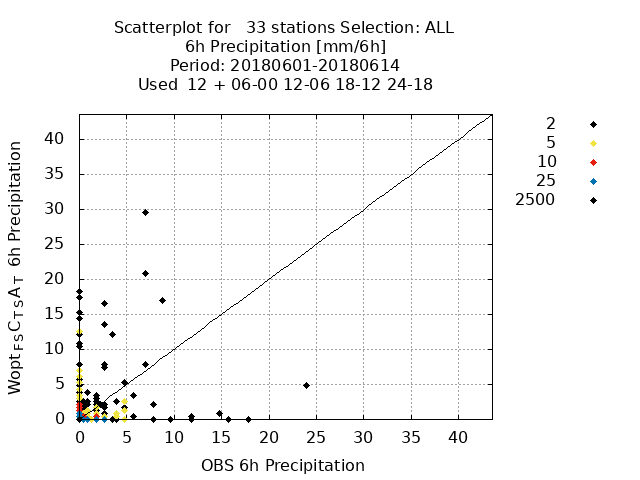 Scatterplot for   33 stations Selection: ALL
6h Precipitation [mm/6h]
Period: 20180601-20180614
Used  12 + 06-00 12-06 18-12 24-18
2
5
10
25
2500
40
35
30
25
20
15
10
5
0
0 5 10 15 20 25 30 35 40
OBS 6h Precipitation
Wopt FS C TS A T 6h Precipitation